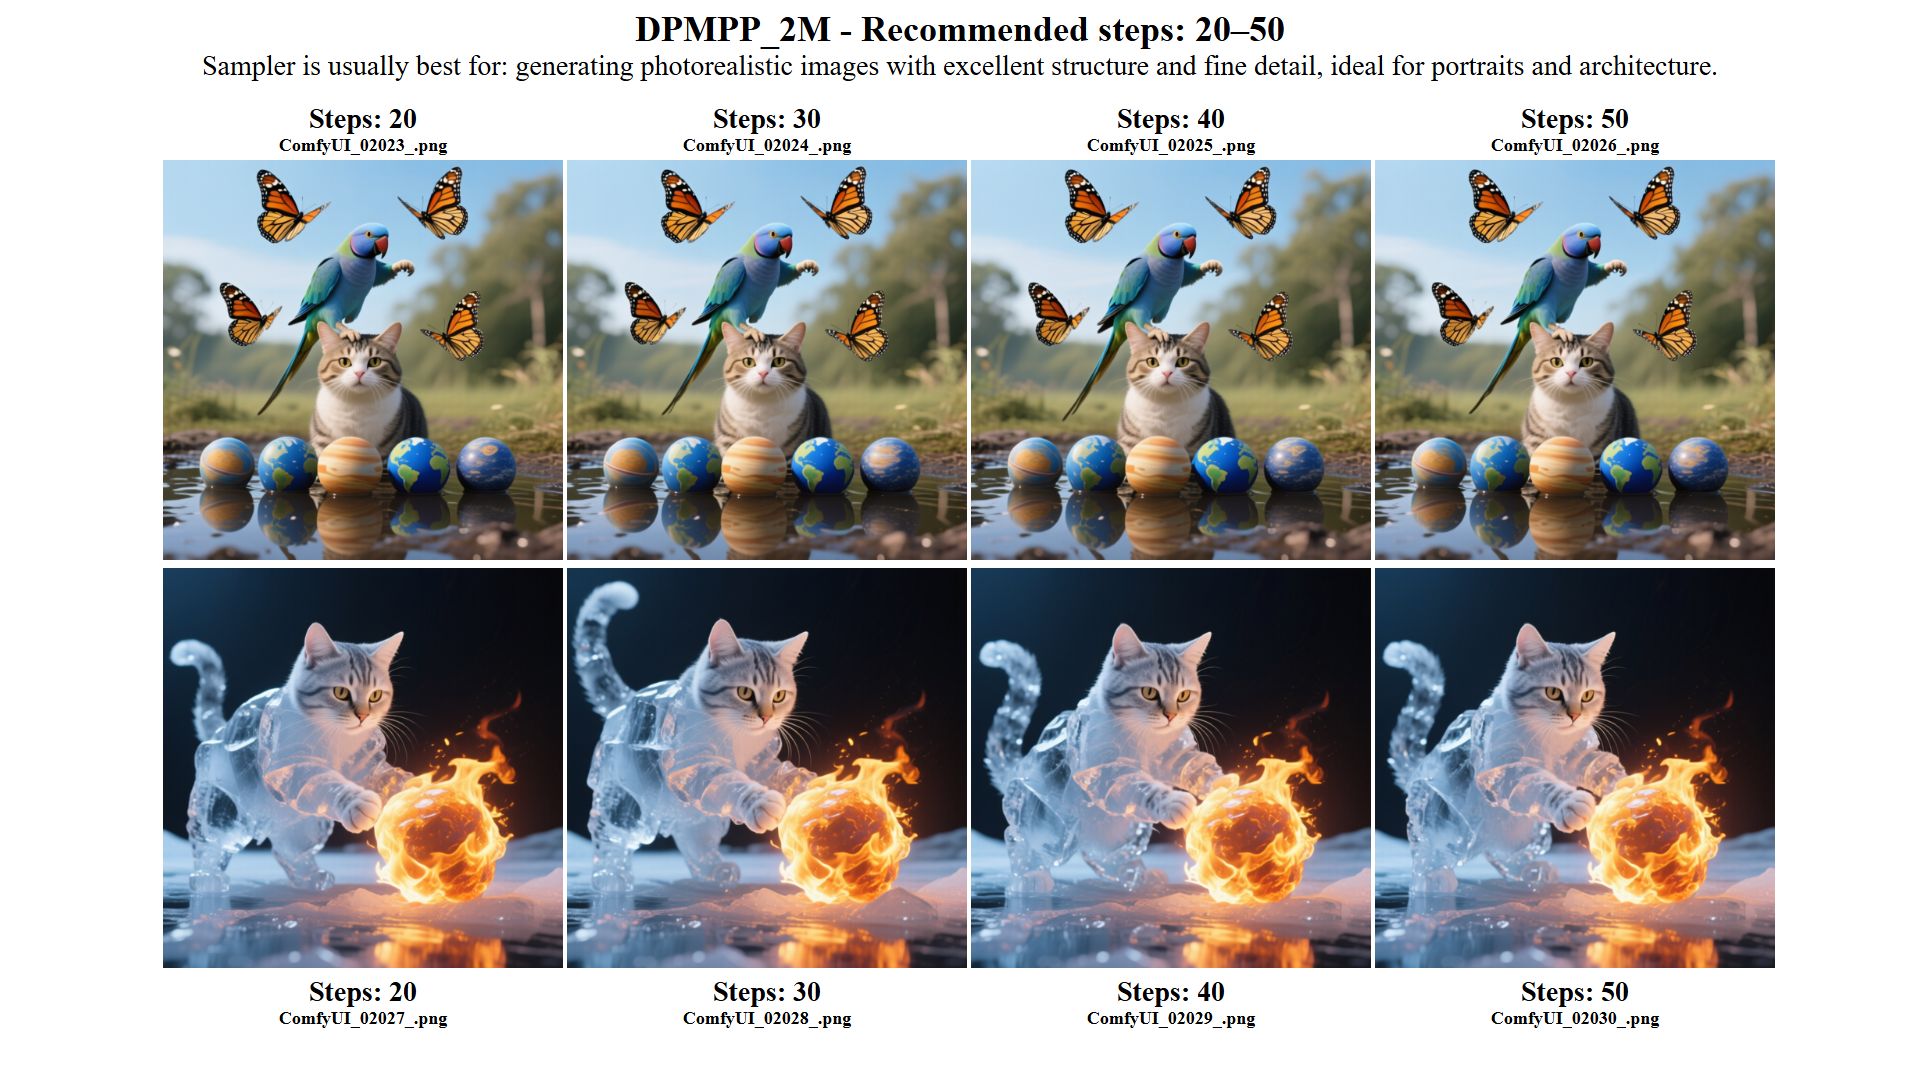 DPMPP_2M - Recommended steps: 20–50
Sampler is usually best for: generating photorealistic images with excellent structure and fine detail, ideal for portraits and architecture.
Steps: 20
ComfyUI_02023_.png
Steps: 30
ComfyUI_02024_.png
Steps: 40
ComfyUI_02025_.png
Steps: 50
ComfyUI_02026_.png
Steps: 20
ComfyUI_02027_.png
Steps: 30
ComfyUI_02028_.png
Steps: 40
ComfyUI_02029_.png
Steps: 50
ComfyUI_02030_.png